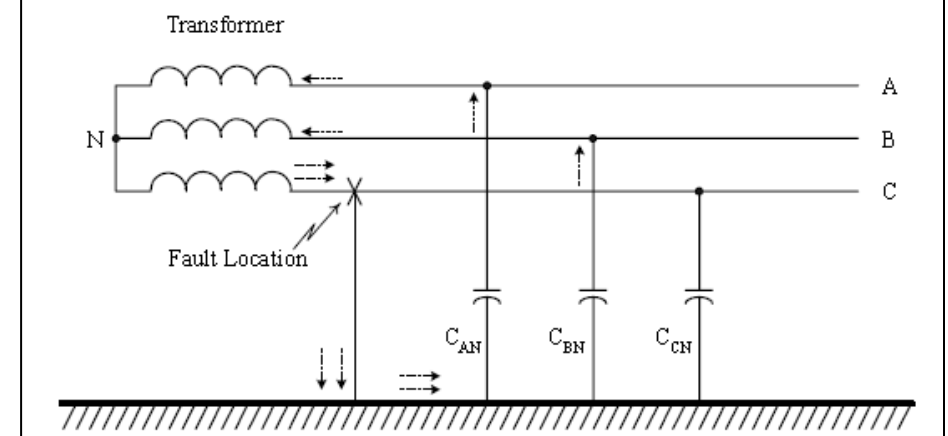 Transformer
A
N
B
C
Fault Location
C_AN
C_BN
C_CN